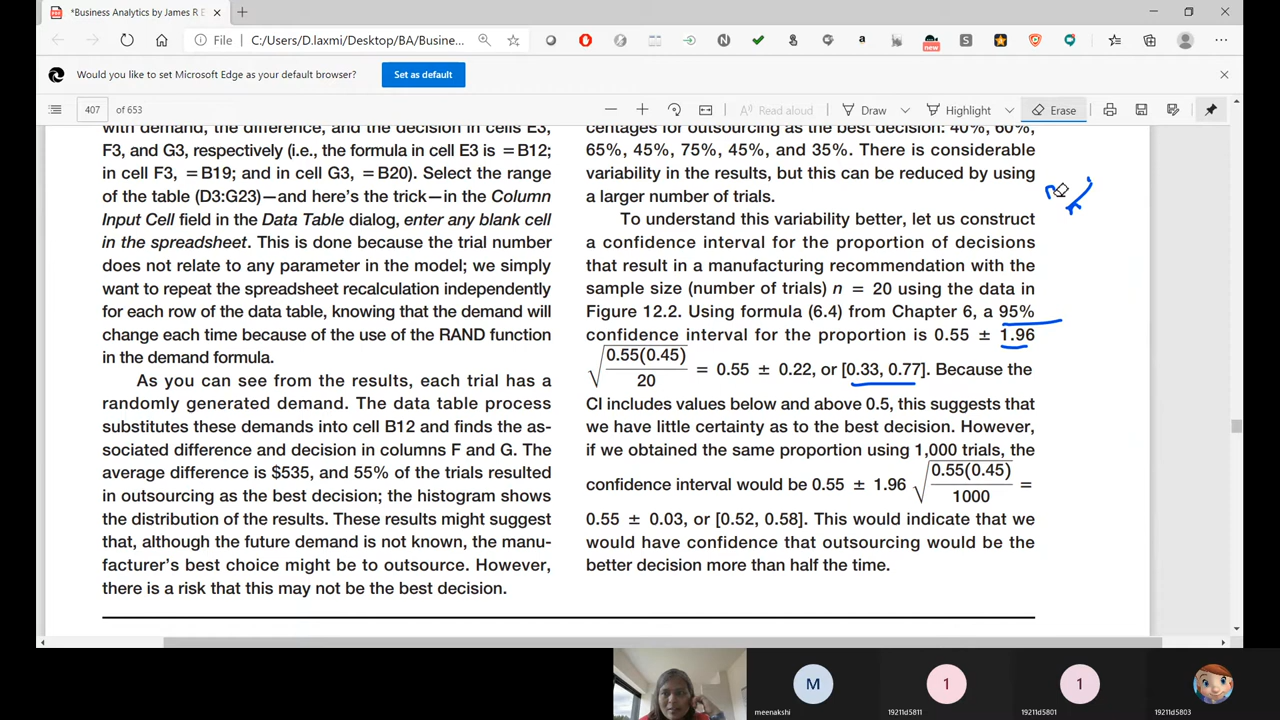 *Business Analytics by James R E
File
C:/Users/D.laxmi/Desktop/BA/Busine...
new
Would you like to set Microsoft Edge as your default browser?
Set as default
407 of 653
Read aloud
Draw
Highlight
Erase
with demand, the difference, and the decision in cells E3,
F3, and G3, respectively (i.e., the formula in cell E3 is = B12;
in cell F3, = B19; and in cell G3, = B20). Select the range
of the table (D3:G23)—and here's the trick—in the Column
Input Cell field in the Data Table dialog, enter any blank cell
in the spreadsheet. This is done because the trial number
does not relate to any parameter in the model; we simply
want to repeat the spreadsheet recalculation independently
for each row of the data table, knowing that the demand will
change each time because of the use of the RAND function
in the demand formula.
As you can see from the results, each trial has a
randomly generated demand. The data table process
substitutes these demands into cell B12 and finds the as-
sociated difference and decision in columns F and G. The
average difference is $535, and 55% of the trials resulted
in outsourcing as the best decision; the histogram shows
the distribution of the results. These results might suggest
that, although the future demand is not known, the manu-
facturer's best choice might be to outsource. However,
there is a risk that this may not be the best decision.
centages for outsourcing as the best decision: 40%, 60%,
65%, 45%, 75%, 45%, and 35%. There is considerable
variability in the results, but this can be reduced by using
a larger number of trials.
To understand this variability better, let us construct
a confidence interval for the proportion of decisions
that result in a manufacturing recommendation with the
sample size (number of trials) n = 20 using the data in
Figure 12.2. Using formula (6.4) from Chapter 6, a 95%
confidence interval for the proportion is 0.55 ± 1.96
√0.55(0.45)/20 = 0.55 ± 0.22, or [0.33, 0.77]. Because the
CI includes values below and above 0.5, this suggests that
we have little certainty as to the best decision. However,
if we obtained the same proportion using 1,000 trials, the
confidence interval would be 0.55 ± 1.96 √0.55(0.45)/1000 =
0.55 ± 0.03, or [0.52, 0.58]. This would indicate that we
would have confidence that outsourcing would be the
better decision more than half the time.
M
meenakshi
1
19211d5811
1
19211d5801
19211d5803